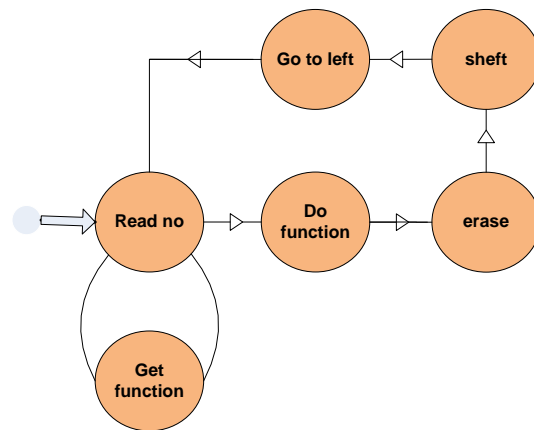 Go to left
sheft
Read no
Do
function
erase
Get
function